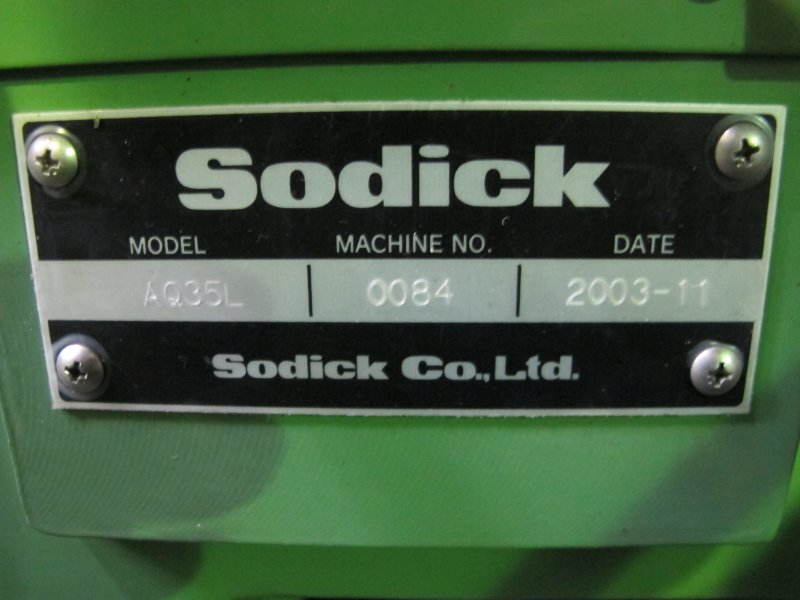 Sodick
MODEL MACHINE NO. DATE
AQ35L 0084 2003-11
Sodick Co.,Ltd.